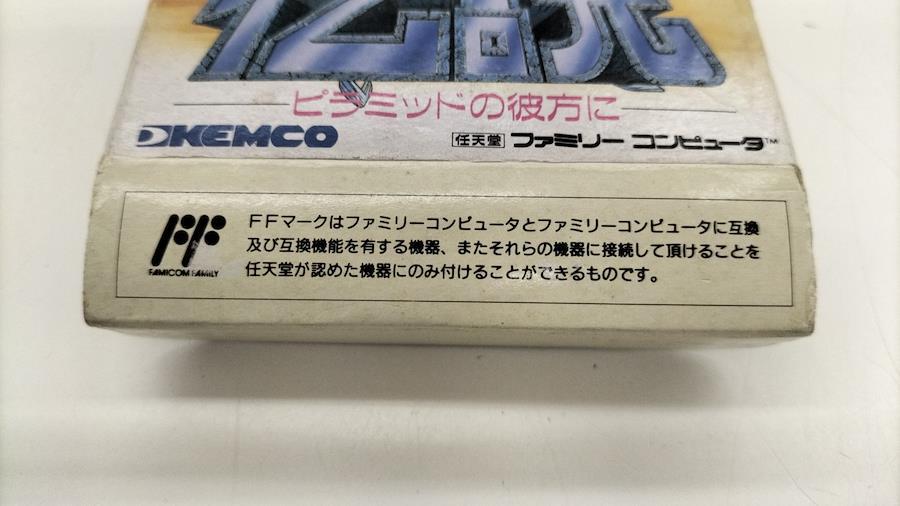 伝説
ピラミッドの彼方に
KEMCO
任天堂 ファミリー コンピュータ™
FFマークはファミリーコンピュータとファミリーコンピュータに互換
及び互換機能を有する機器、またそれらの機器に接続して頂けることを
任天堂が認めた機器にのみ付けることができるものです。
FF
FAMICOM FAMILY